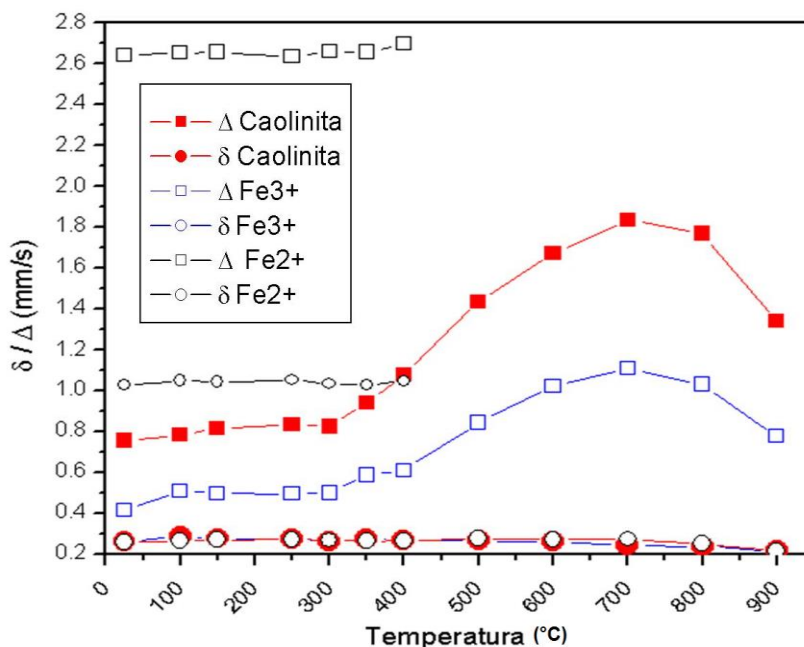 2.8
2.6
2.4
2.2
2.0
1.8
1.6
1.4
1.2
1.0
0.8
0.6
0.4
0.2
δ / Δ (mm/s)
Δ Caolinita
δ Caolinita
Δ Fe3+
δ Fe3+
Δ Fe2+
δ Fe2+
0 100 200 300 400 500 600 700 800 900
Temperatura (°C)